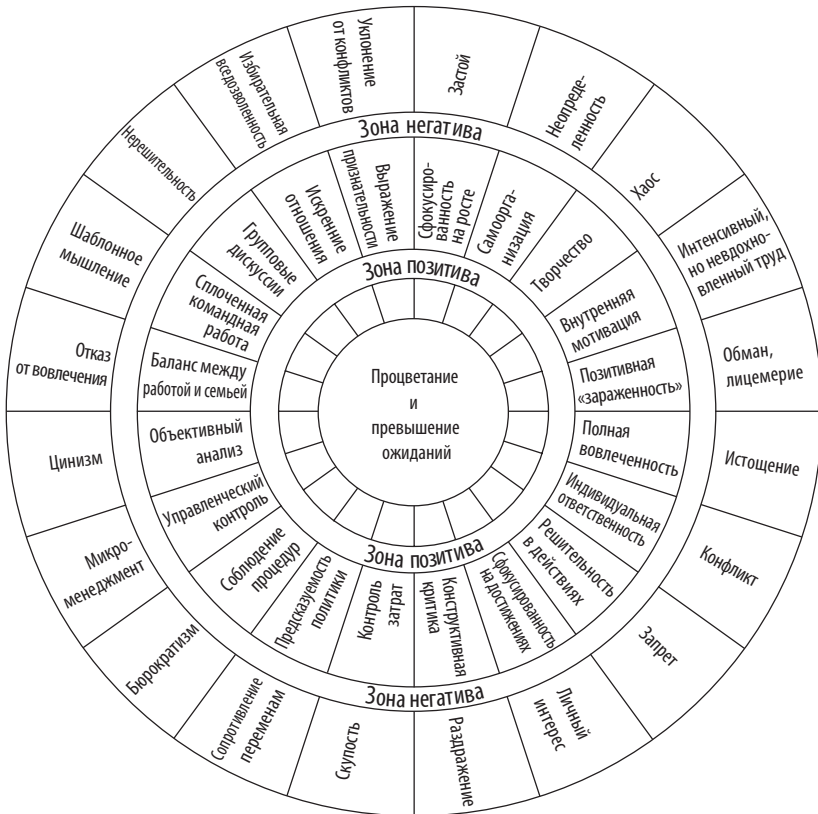 Уклонение
от конфликтов
Застой
Неопреде-
ленность
Хаос
Интенсивный,
но невдохно-
вленный труд
Обман,
лицемерие
Истощение
Конфликт
Запрет
Личный
интерес
Раздражение
Скупость
Сопротивление
переменам
Бюрократизм
Микро-
менеджмент
Цинизм
Отказ
от вовлечения
Шаблонное
мышление
Нерешительность
Избирательная
вседозволенность
Зона негатива
Выражение
признательности
Сфокусиро-
ванность
на росте
Самоорга-
низация
Творчество
Внутренняя
мотивация
Позитивная
«зараженность»
Полная
вовлеченность
Индивидуальная
ответственность
Решительность
в действиях
Сфокусированность
на достижениях
Конструктивная
критика
Контроль
затрат
Предсказуемость
политики
Соблюдение
процедур
Управленческий
контроль
Объективный
анализ
Баланс между
работой и семьей
Сплоченная
командная
работа
Групповые
дискуссии
Искренние
отношения
Зона позитива
Процветание
и
превышение
ожиданий
Зона позитива
Зона негатива